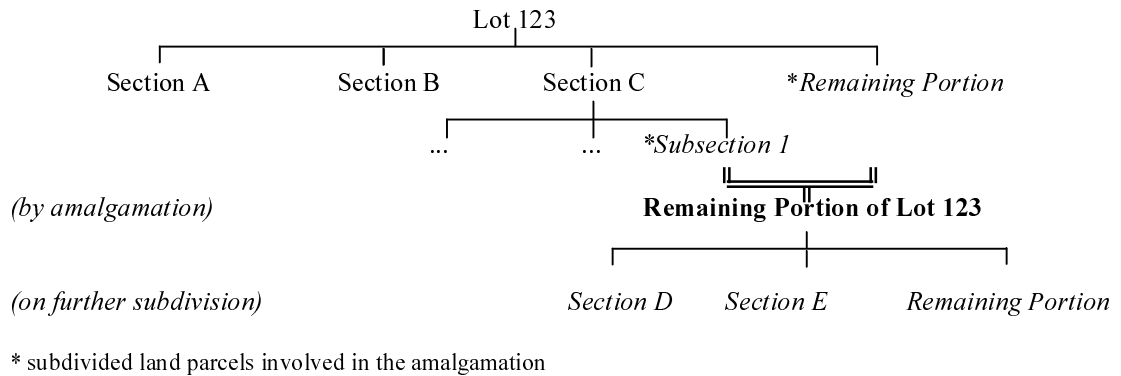 Lot 123
Section A Section B Section C *Remaining Portion
... ... *Subsection 1
(by amalgamation) Remaining Portion of Lot 123
(on further subdivision) Section D Section E Remaining Portion
* subdivided land parcels involved in the amalgamation